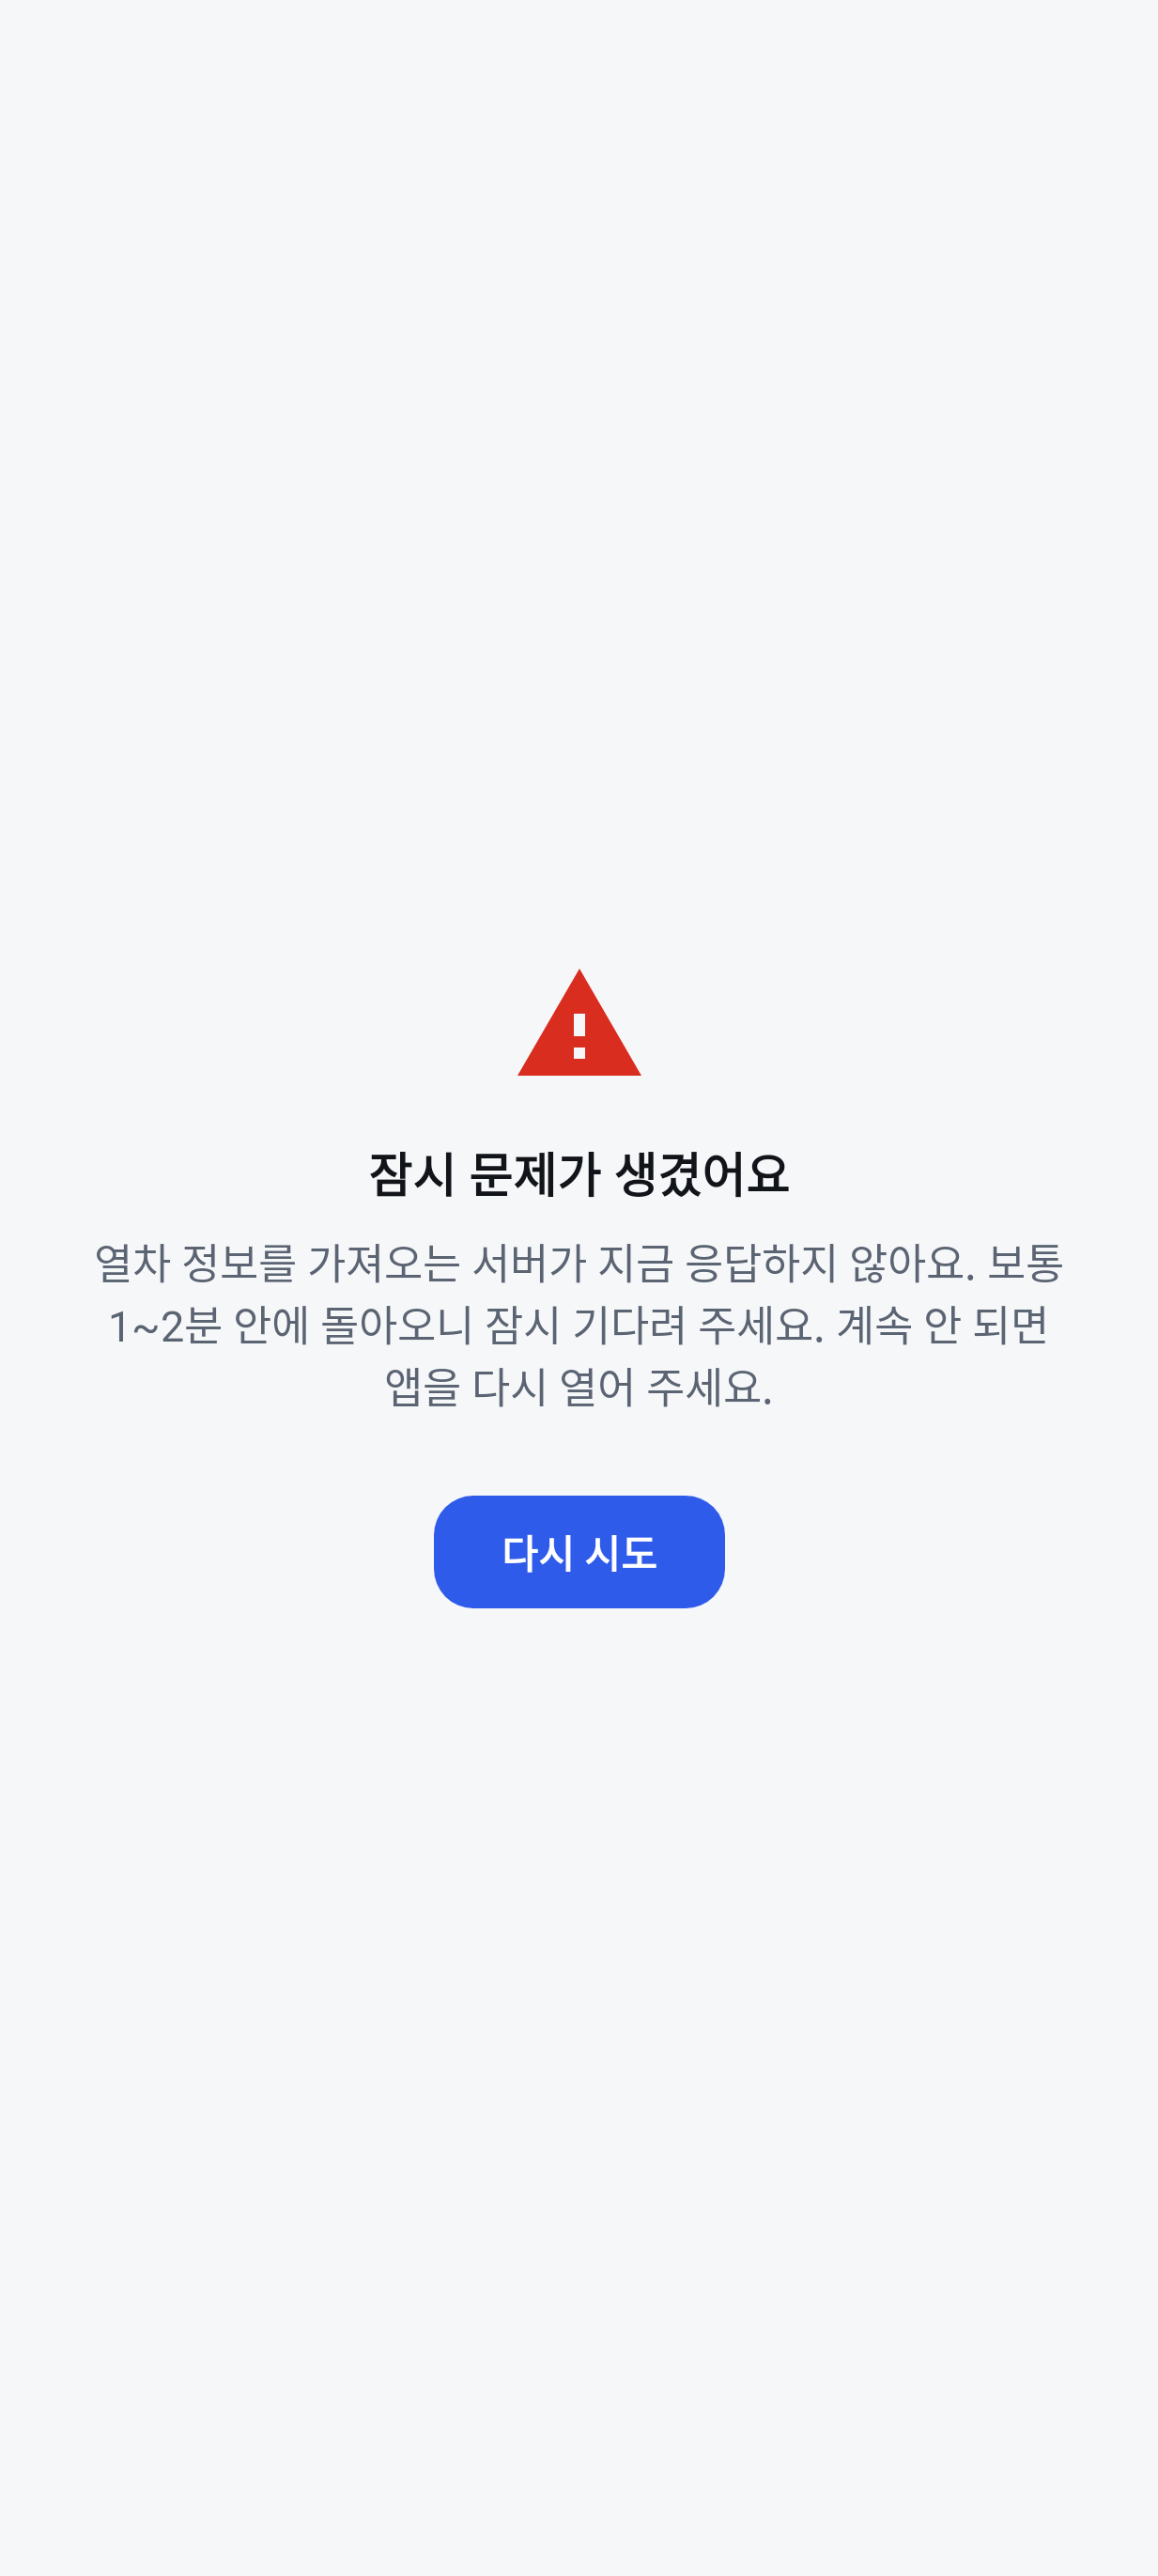 잠시 문제가 생겼어요
열차 정보를 가져오는 서버가 지금 응답하지 않아요. 보통
1~2분 안에 돌아오니 잠시 기다려 주세요. 계속 안 되면
앱을 다시 열어 주세요.
다시 시도